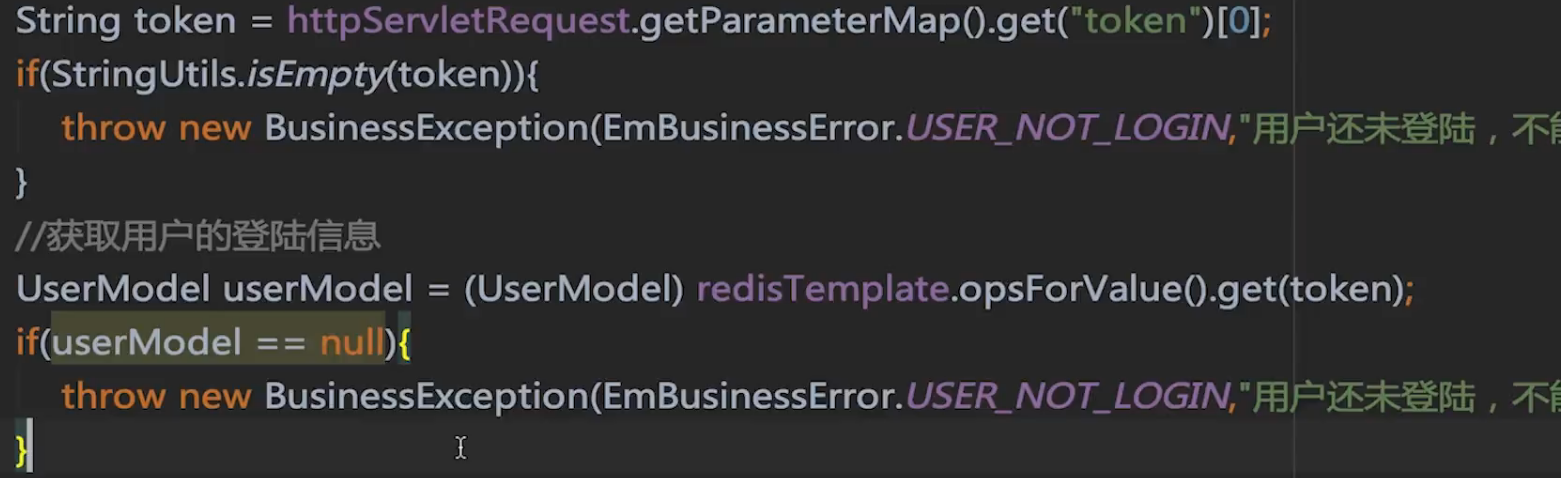 String token = httpServletRequest.getParameterMap().get("token")[0];
if(StringUtils.isEmpty(token)){
throw new BusinessException(EmBusinessError.USER_NOT_LOGIN,"用户还未登陆，不
}
//获取用户的登陆信息
UserModel userModel = (UserModel) redisTemplate.opsForValue().get(token);
if(userModel == null){
throw new BusinessException(EmBusinessError.USER_NOT_LOGIN,"用户还未登陆，不
}